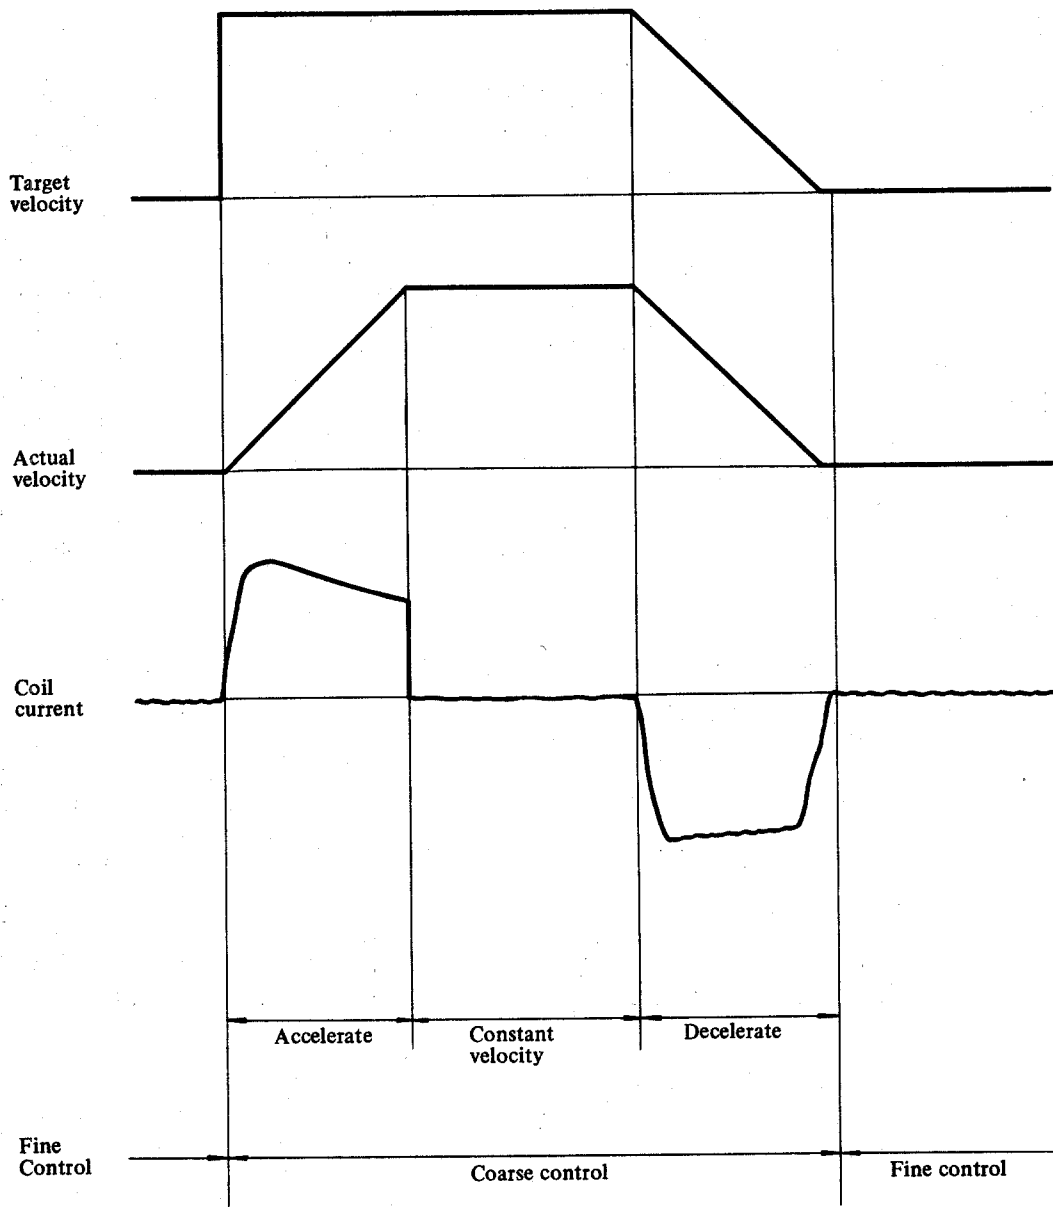 Target
velocity
Actual
velocity
Coil
current
Accelerate
Constant
velocity
Decelerate
Fine
Control
Coarse control
Fine control